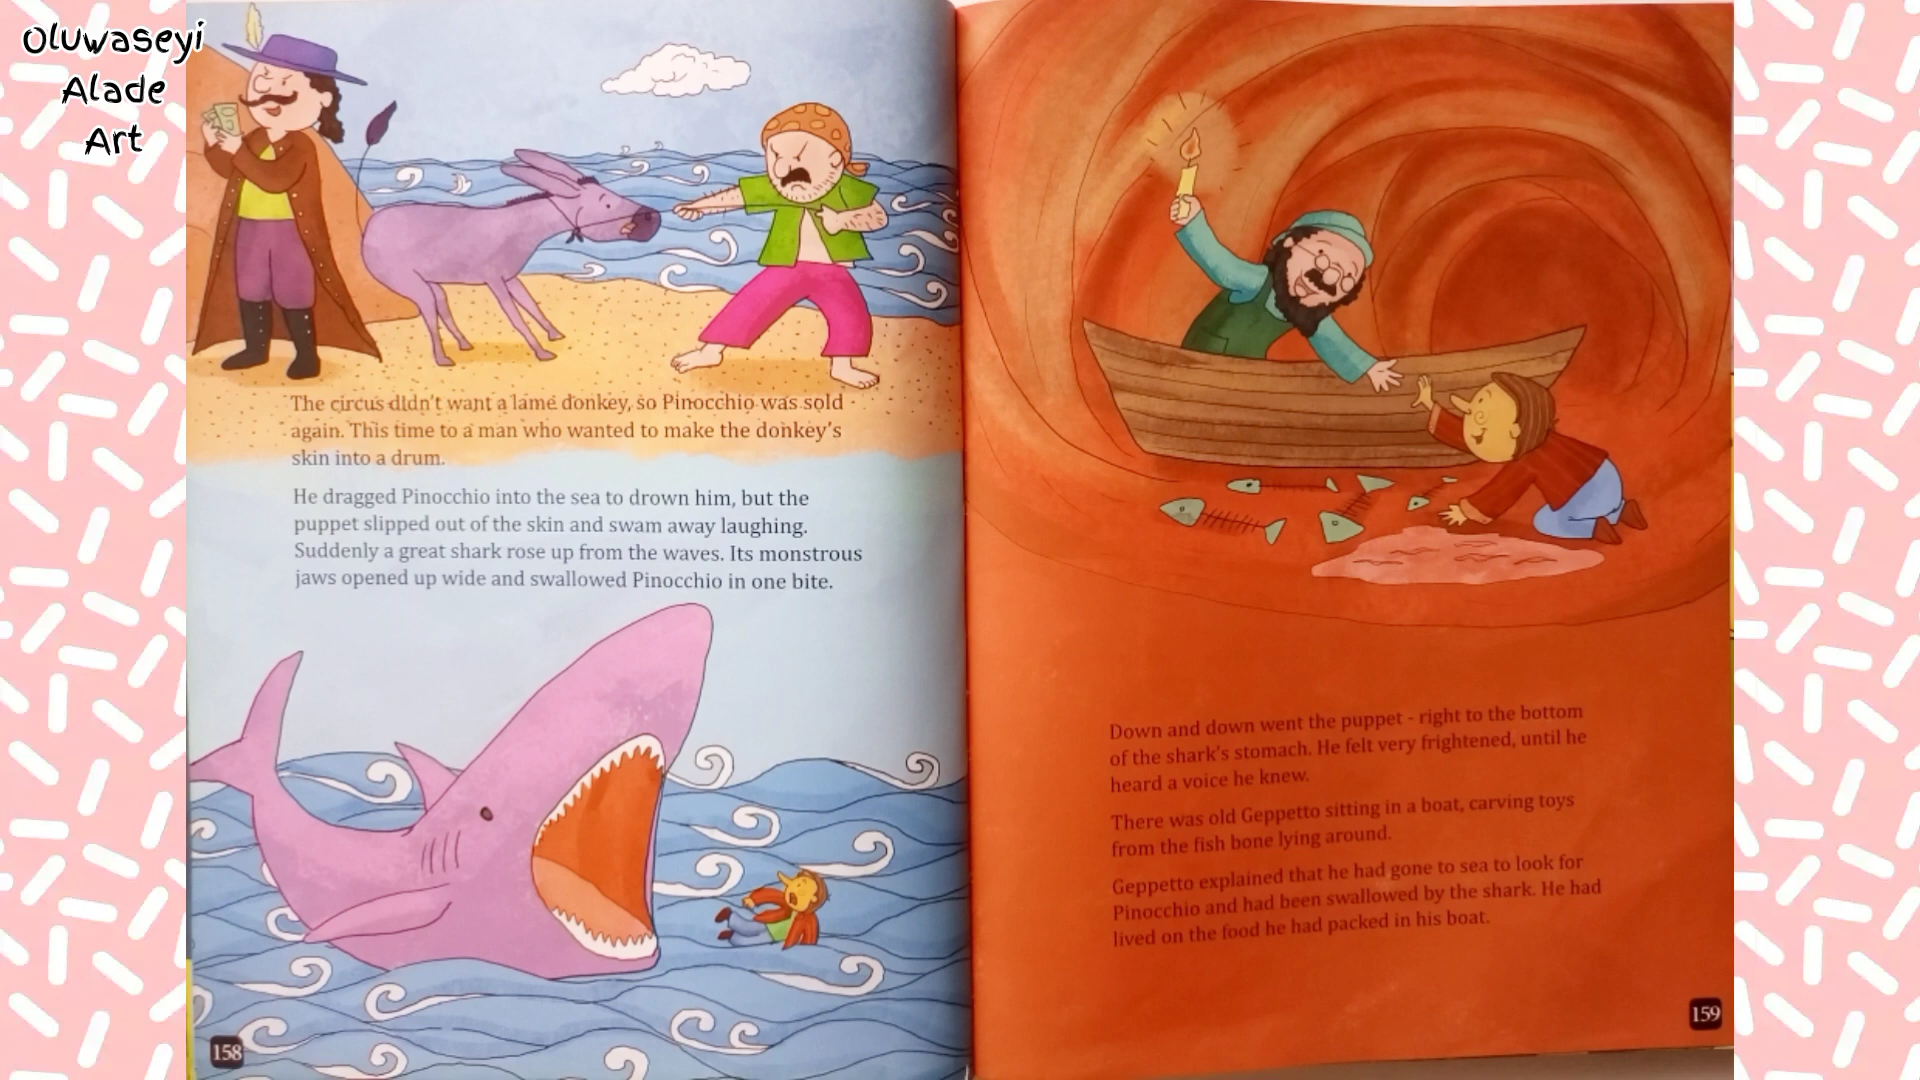 Oluwaseyi
Alade
Art
The circus didn't want a lame donkey, so Pinocchio was sold
again. This time to a man who wanted to make the donkey's
skin into a drum.
He dragged Pinocchio into the sea to drown him, but the
puppet slipped out of the skin and swam away laughing.
Suddenly a great shark rose up from the waves. Its monstrous
jaws opened up wide and swallowed Pinocchio in one bite.
158
Down and down went the puppet - right to the bottom
of the shark's stomach. He felt very frightened, until he
heard a voice he knew.
There was old Geppetto sitting in a boat, carving toys
from the fish bone lying around.
Geppetto explained that he had gone to sea to look for
Pinocchio and had been swallowed by the shark. He had
lived on the food he had packed in his boat.
159